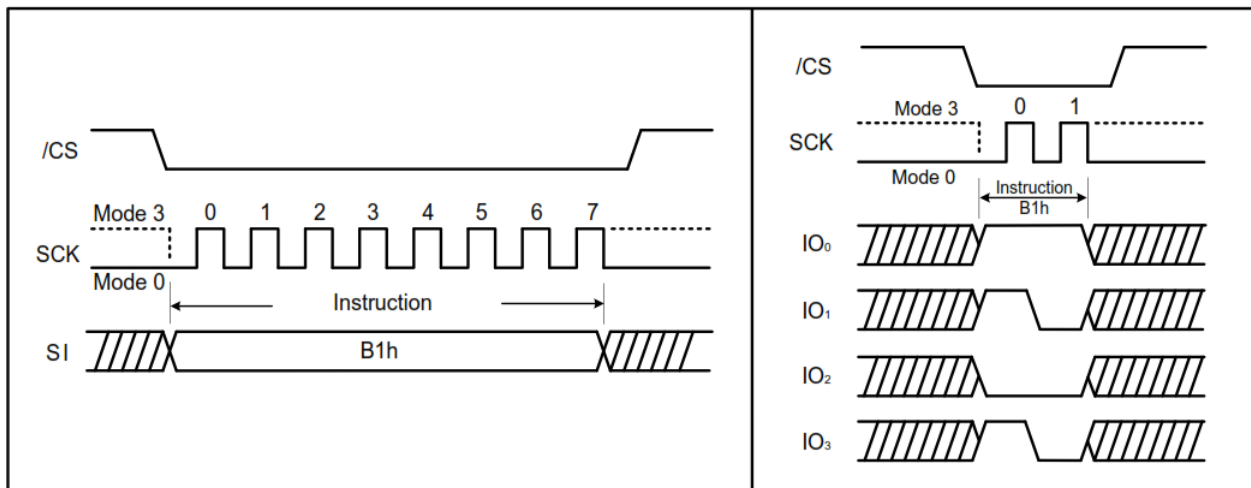 /CS
Mode 3
0 1 2 3 4 5 6 7
SCK
Mode 0
Instruction
SI
B1h
/CS
Mode 3
0 1
SCK
Mode 0
Instruction
B1h
IO₀
IO₁
IO₂
IO₃